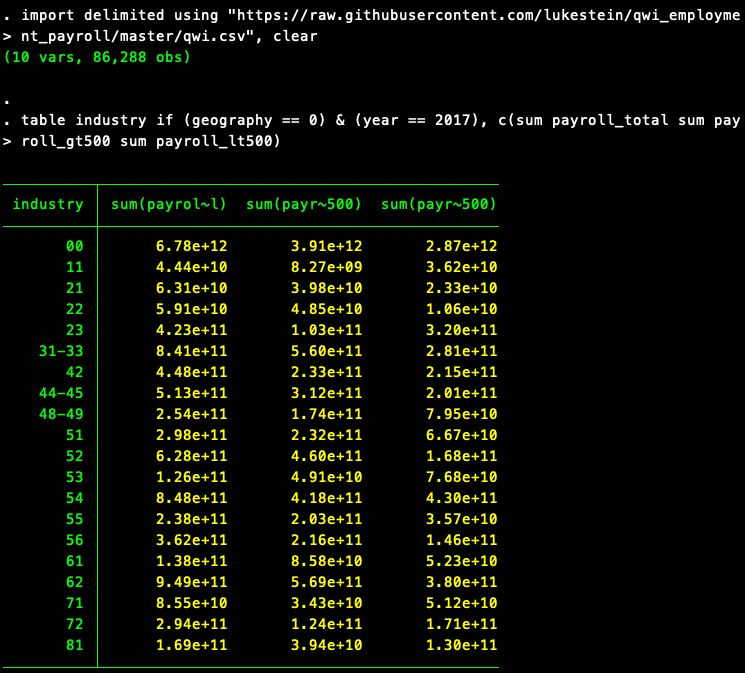 . import delimited using "https://raw.githubusercontent.com/lukestein/qwi_employme
> nt_payroll/master/qwi.csv", clear
(10 vars, 86,288 obs)
.
. table industry if (geography == 0) & (year == 2017), c(sum payroll_total sum pay
> roll_gt500 sum payroll_lt500)
industry sum(payrol~l) sum(payr~500) sum(payr~500)
00 6.78e+12 3.91e+12 2.87e+12
11 4.44e+10 8.27e+09 3.62e+10
21 6.31e+10 3.98e+10 2.33e+10
22 5.91e+10 4.85e+10 1.06e+10
23 4.23e+11 1.03e+11 3.20e+11
31-33 8.41e+11 5.60e+11 2.81e+11
42 4.48e+11 2.33e+11 2.15e+11
44-45 5.13e+11 3.12e+11 2.01e+11
48-49 2.54e+11 1.74e+11 7.95e+10
51 2.98e+11 2.32e+11 6.67e+10
52 6.28e+11 4.60e+11 1.68e+11
53 1.26e+11 4.91e+10 7.68e+10
54 8.48e+11 4.18e+11 4.30e+11
55 2.38e+11 2.03e+11 3.57e+10
56 3.62e+11 2.16e+11 1.46e+11
61 1.38e+11 8.58e+10 5.23e+10
62 9.49e+11 5.69e+11 3.80e+11
71 8.55e+10 3.43e+10 5.12e+10
72 2.94e+11 1.24e+11 1.71e+11
81 1.69e+11 3.94e+10 1.30e+11